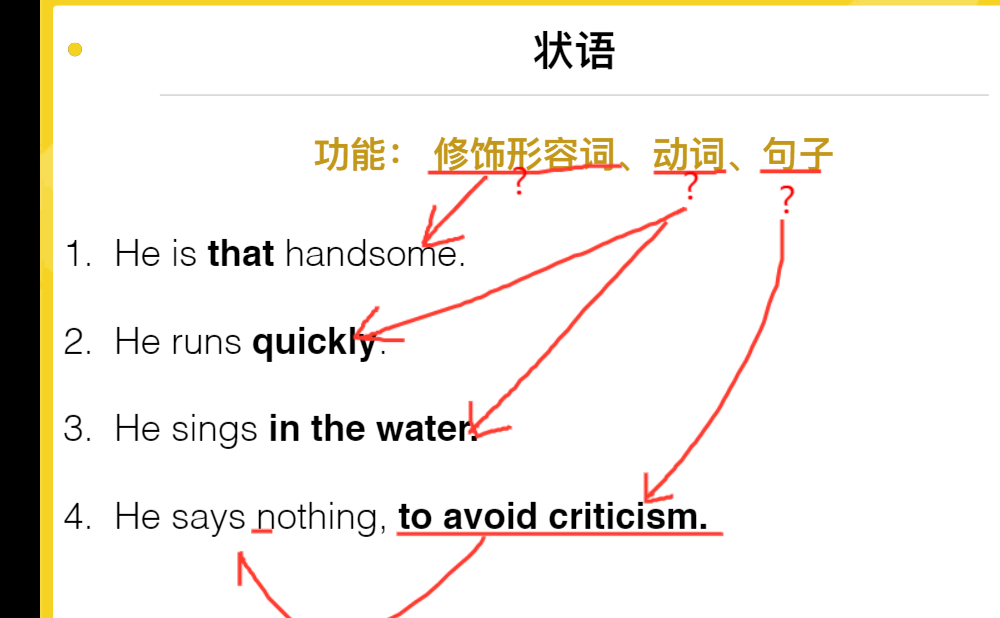 状语
功能： 修饰形容词、动词、句子
? ? ?
1. He is that handsome.
2. He runs quickly.
3. He sings in the water.
4. He says nothing, to avoid criticism.